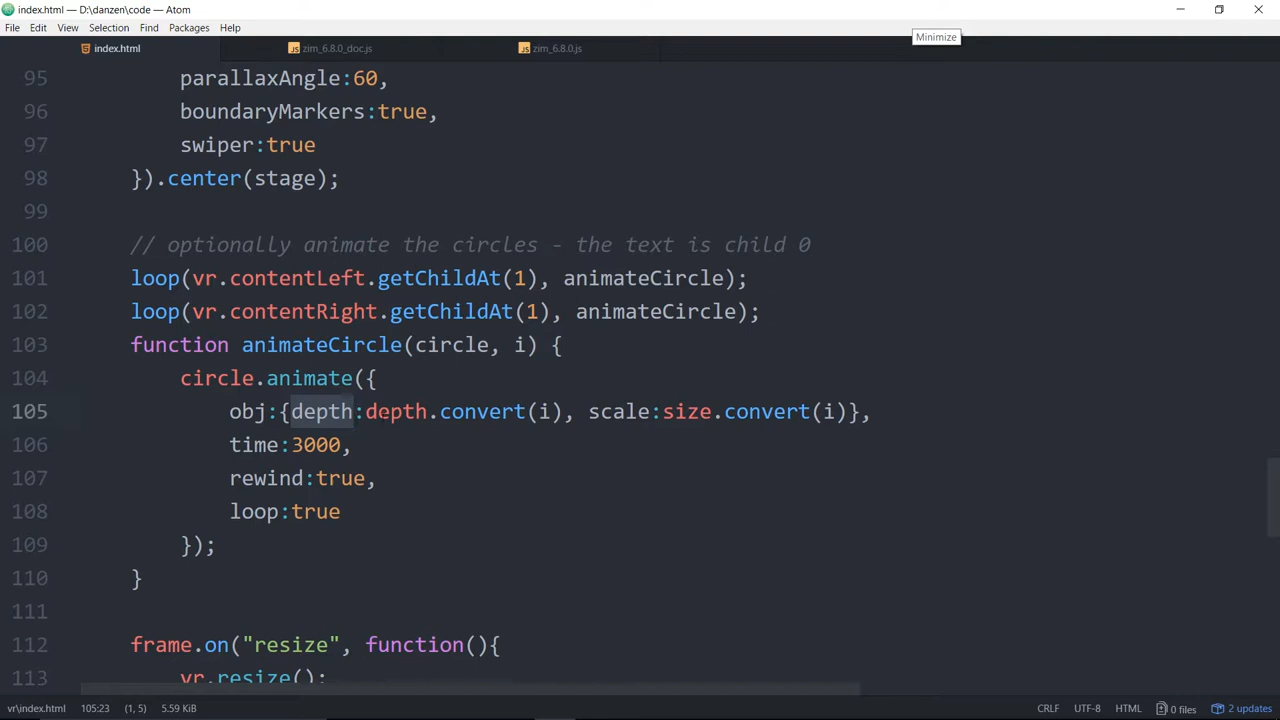 index.html — D:\danzen\code — Atom
File Edit View Selection Find Packages Help
Minimize
index.html zim_6.8.0_doc.js zim_6.8.0.js
95 parallaxAngle:60,
96 boundaryMarkers:true,
97 swiper:true
98 }).center(stage);
99
100 // optionally animate the circles - the text is child 0
101 loop(vr.contentLeft.getChildAt(1), animateCircle);
102 loop(vr.contentRight.getChildAt(1), animateCircle);
103 function animateCircle(circle, i) {
104 circle.animate({
105 obj:{depth:depth.convert(i), scale:size.convert(i)},
106 time:3000,
107 rewind:true,
108 loop:true
109 });
110 }
111
112 frame.on("resize", function(){
113 vr.resize();
vr\index.html 105:23 (1, 5) 5.59 KiB CRLF UTF-8 HTML 0 files 2 updates